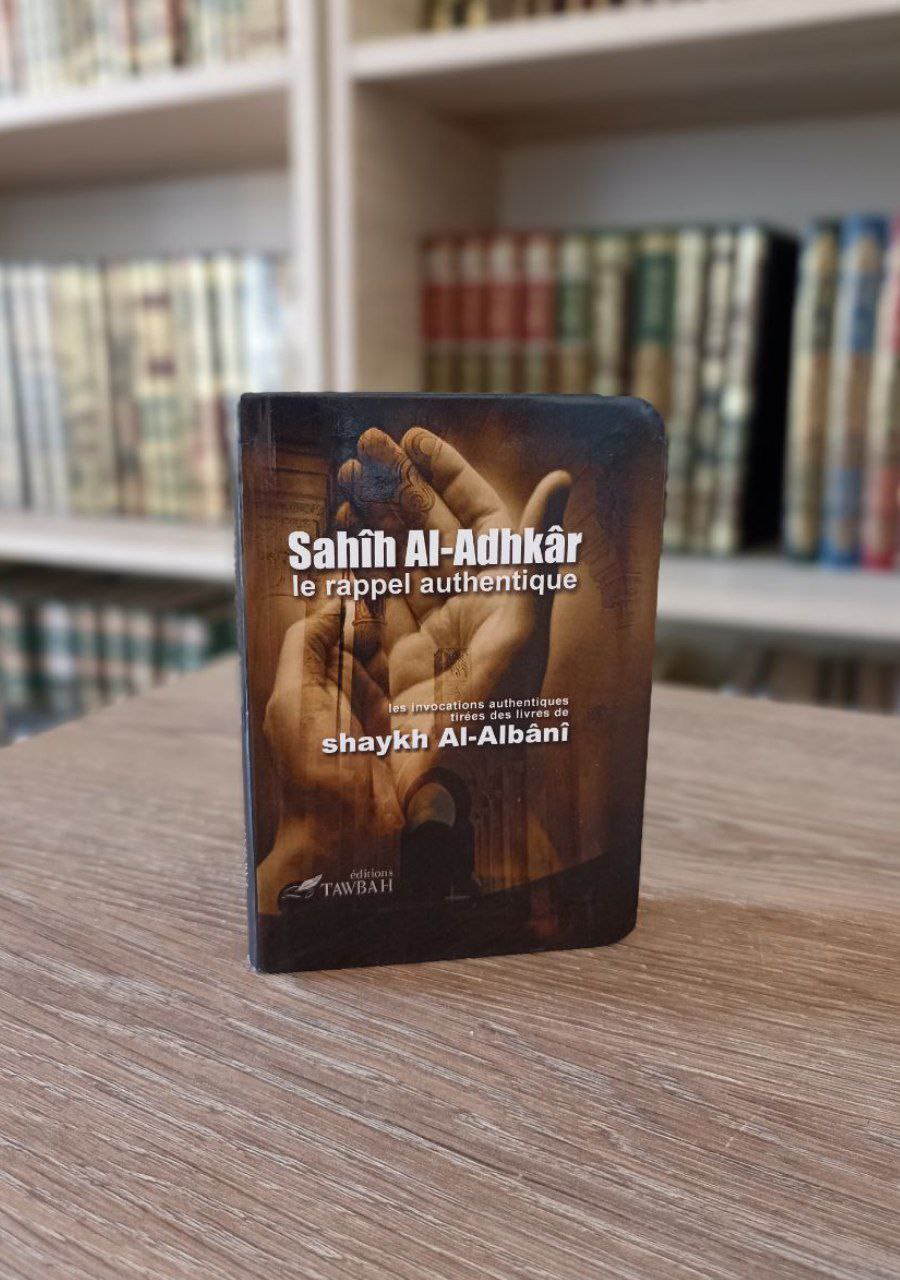 Sahîh Al-Adhkâr
le rappel authentique
les invocations authentiques
tirées des livres de
shaykh Al-Albânî
éditions
TAWBAH